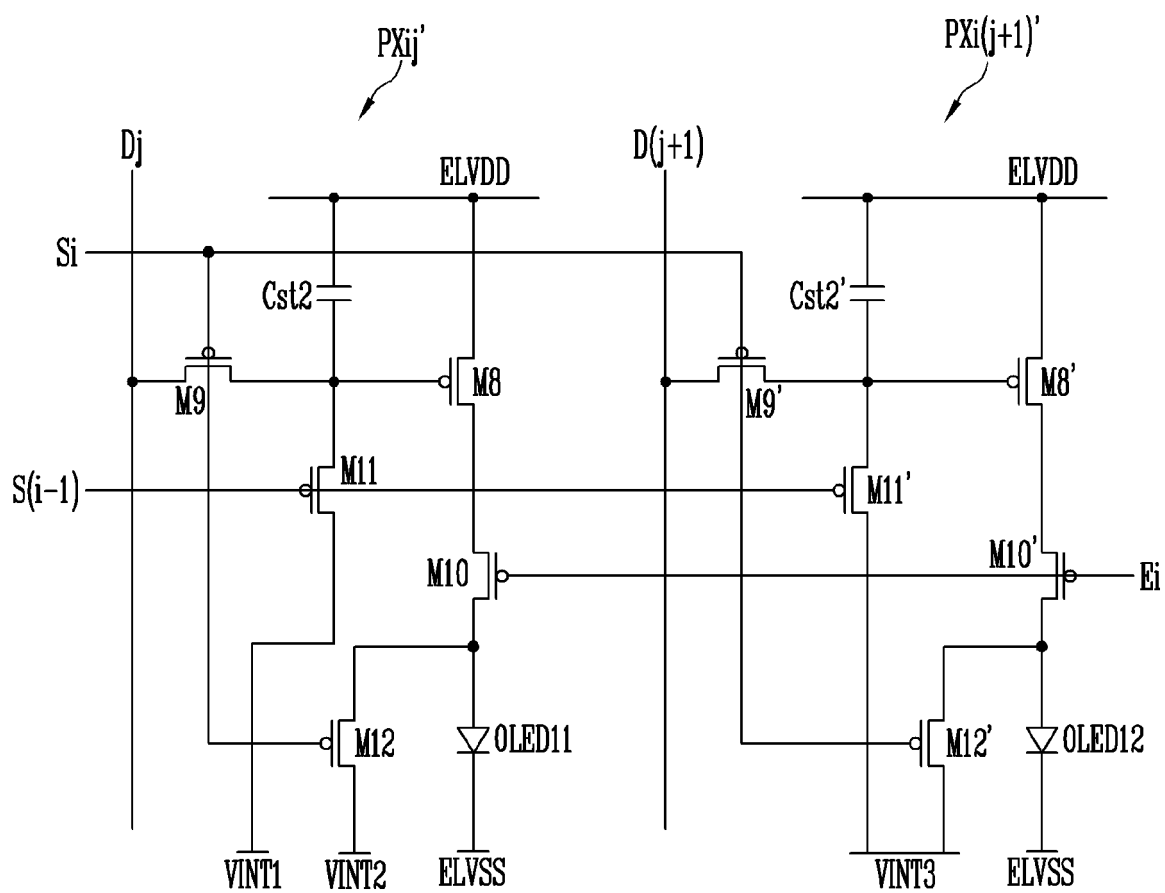 PXij'
PXi(j+1)'
Dj
D(j+1)
ELVDD
ELVDD
Si
Cst2
Cst2'
M9
M8
M9'
M8'
S(i-1)
M11
M11'
M10
M10'
Ei
M12
OLED11
M12'
OLED12
VINT1
VINT2
ELVSS
VINT3
ELVSS